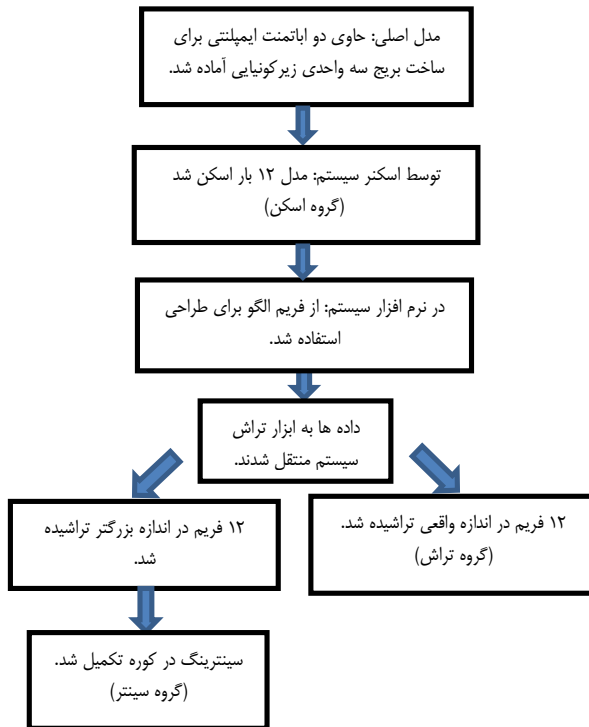 مدل اصلی: حاوی دو اباتمنت ایمپلنتی برای
ساخت بریج سه واحدی زیرکونیایی آماده شد.
توسط اسکنر سیستم: مدل ۱۲ بار اسکن شد
(گروه اسکن)
در نرم افزار سیستم: از فریم الگو برای طراحی
استفاده شد.
داده ها به ابزار تراش
سیستم منتقل شدند.
۱۲ فریم در اندازه واقعی تراشیده شد.
(گروه تراش)
۱۲ فریم در اندازه بزرگتر تراشیده
شد.
سینترینگ در کوره تکمیل شد.
(گروه سینتر)